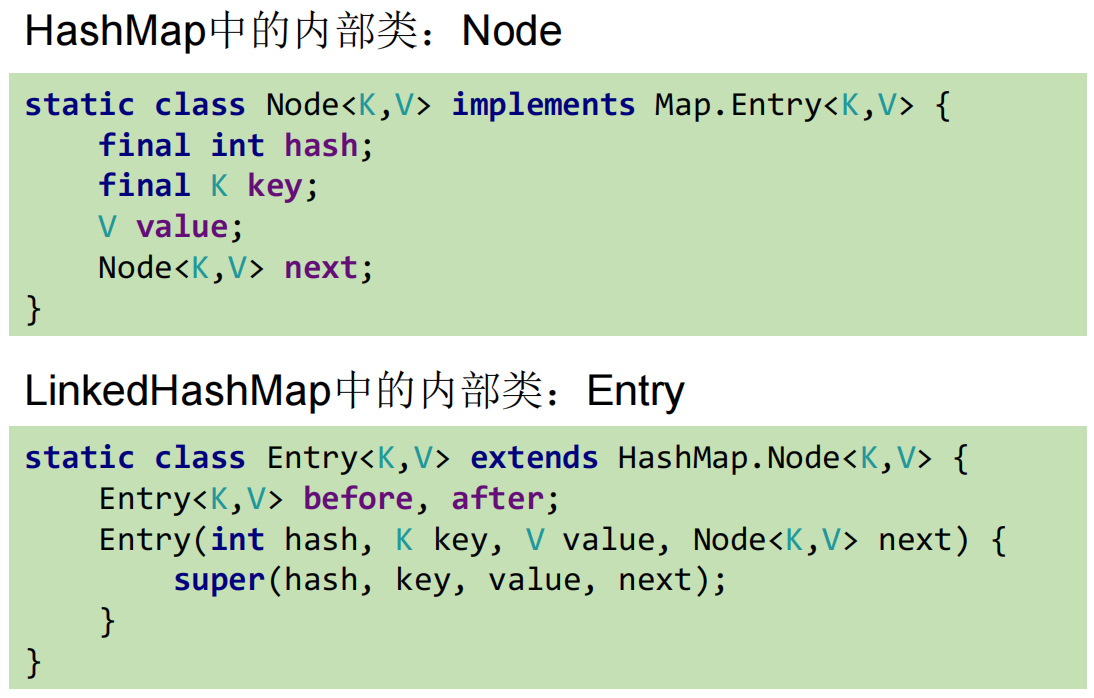 HashMap中的内部类：Node
static class Node<K,V> implements Map.Entry<K,V> {
    final int hash;
    final K key;
    V value;
    Node<K,V> next;
}
LinkedHashMap中的内部类：Entry
static class Entry<K,V> extends HashMap.Node<K,V> {
    Entry<K,V> before, after;
    Entry(int hash, K key, V value, Node<K,V> next) {
        super(hash, key, value, next);
    }
}